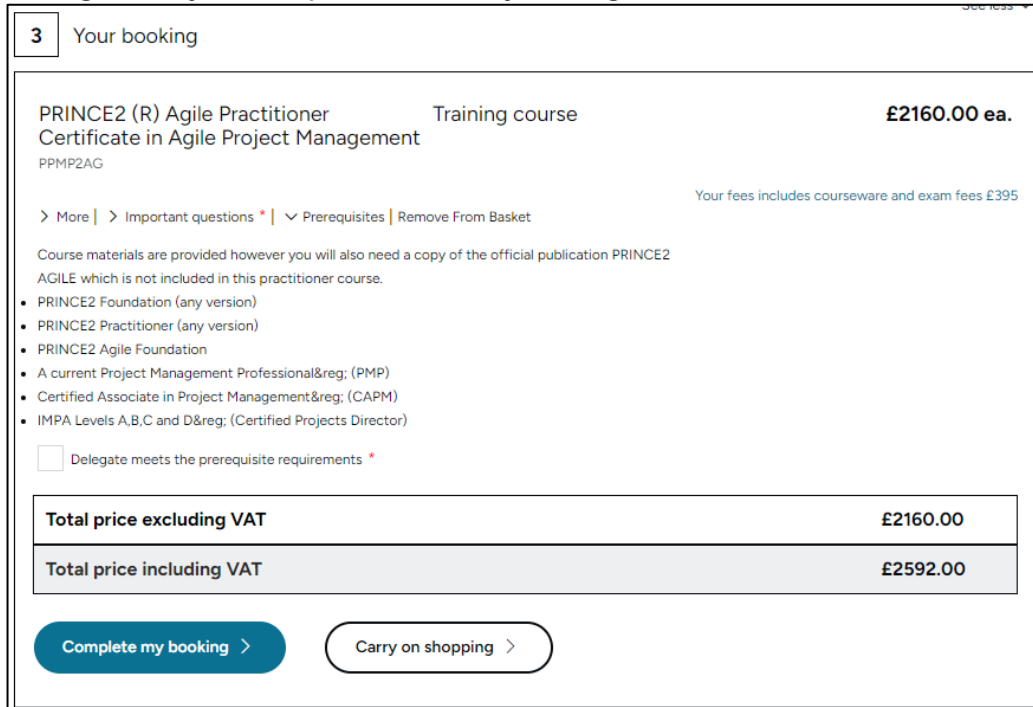 See less
3 Your booking
PRINCE2 (R) Agile Practitioner Training course £2160.00 ea.
Certificate in Agile Project Management
PPMP2AG
Your fees includes courseware and exam fees £395
More | Important questions * | Prerequisites | Remove From Basket
Course materials are provided however you will also need a copy of the official publication PRINCE2
AGILE which is not included in this practitioner course.
PRINCE2 Foundation (any version)
PRINCE2 Practitioner (any version)
PRINCE2 Agile Foundation
A current Project Management Professional&reg; (PMP)
Certified Associate in Project Management&reg; (CAPM)
IMPA Levels A,B,C and D&reg; (Certified Projects Director)
Delegate meets the prerequisite requirements *
Total price excluding VAT £2160.00
Total price including VAT £2592.00
Complete my booking > Carry on shopping >